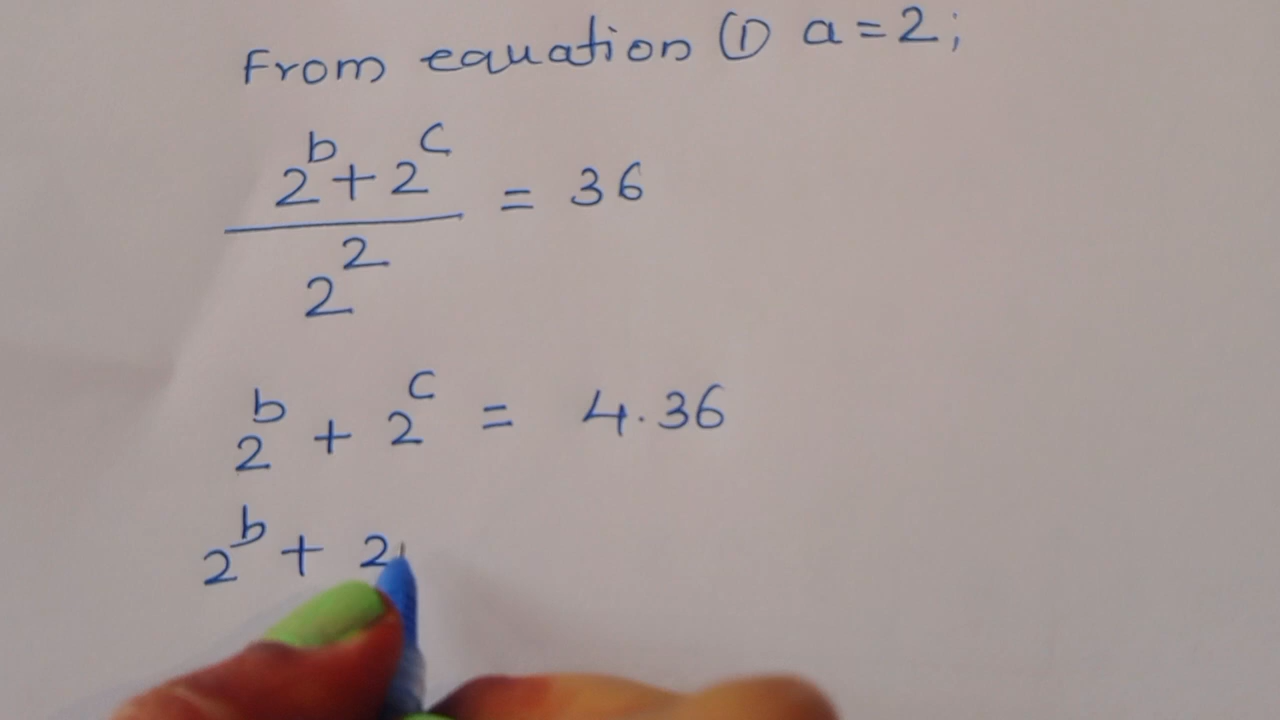 From equation ① a = 2;
2^b + 2^c / 2^2 = 36
2^b + 2^c = 4.36
2^b + 2